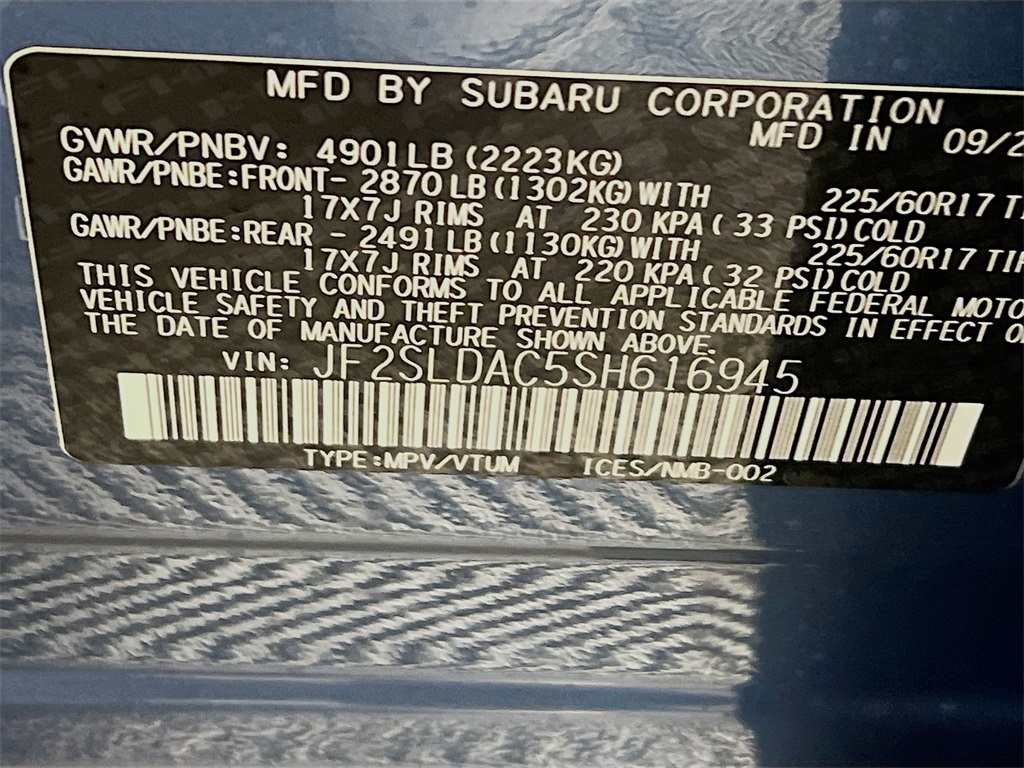 MFD BY SUBARU CORPORATION
MFD IN 09/2
GVWR/PNBV: 4901LB (2223KG)
GAWR/PNBE:FRONT- 2870LB(1302KG)WITH 225/60R17 TI
17X7J RIMS AT 230 KPA( 33 PSI)COLD
GAWR/PNBE:REAR - 2491LB(1130KG)WITH 225/60R17 TIR
17X7J RIMS AT 220 KPA( 32 PSI)COLD
THIS VEHICLE CONFORMS TO ALL APPLICABLE FEDERAL MOTO
VEHICLE SAFETY AND THEFT PREVENTION STANDARDS IN EFFECT O
THE DATE OF MANUFACTURE SHOWN ABOVE.
VIN: JF2SLDAC5SH616945
TYPE:MPV/VTUM ICES/NMB-002